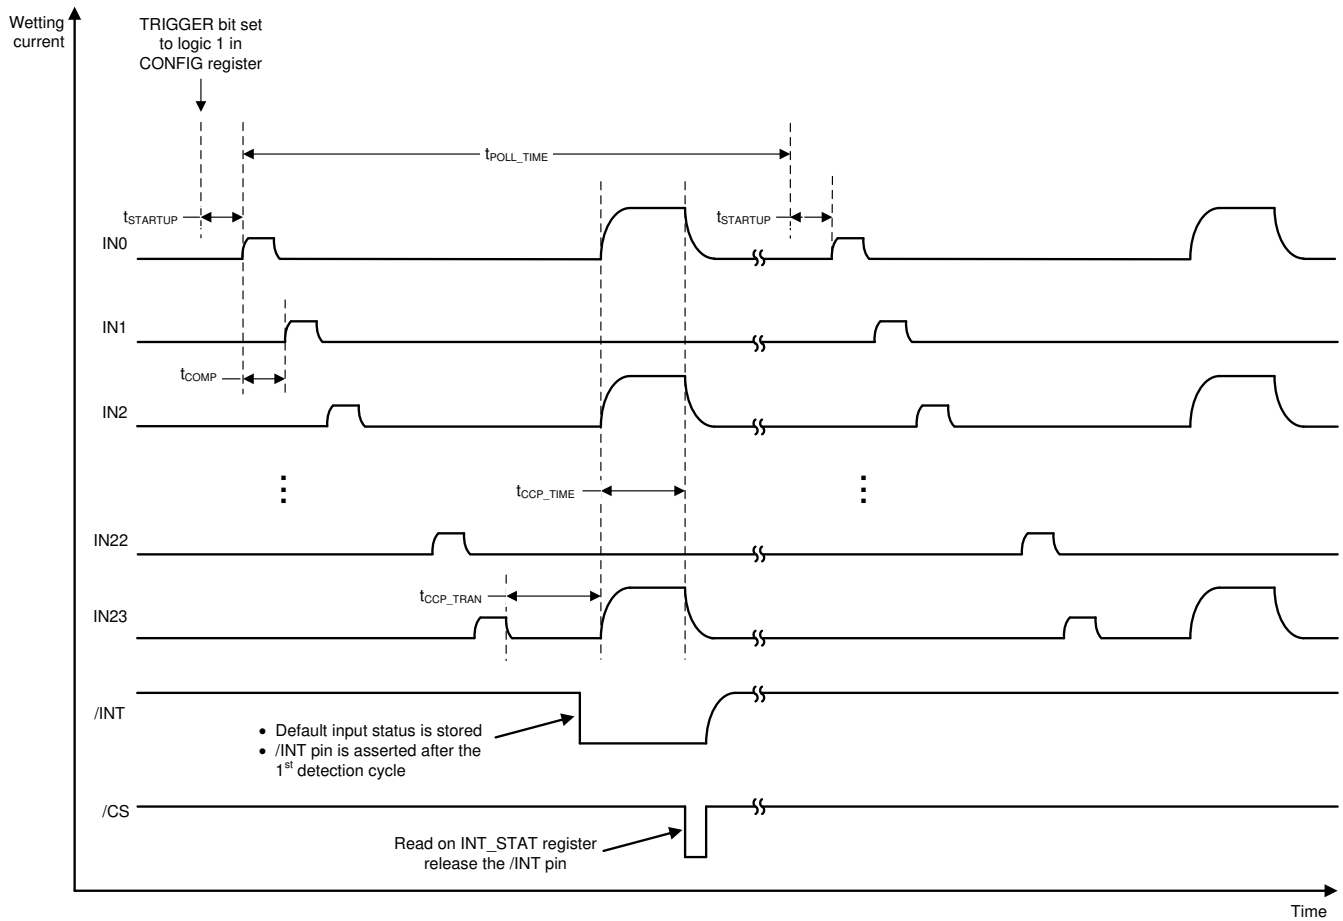 Wetting
current
TRIGGER bit set
to logic 1 in
CONFIG register
tPOLL_TIME
tSTARTUP
tSTARTUP
IN0
IN1
tCOMP
IN2
tCCP_TIME
IN22
tCCP_TRAN
IN23
/INT
• Default input status is stored
• /INT pin is asserted after the
1st detection cycle
/CS
Read on INT_STAT register
release the /INT pin
Time